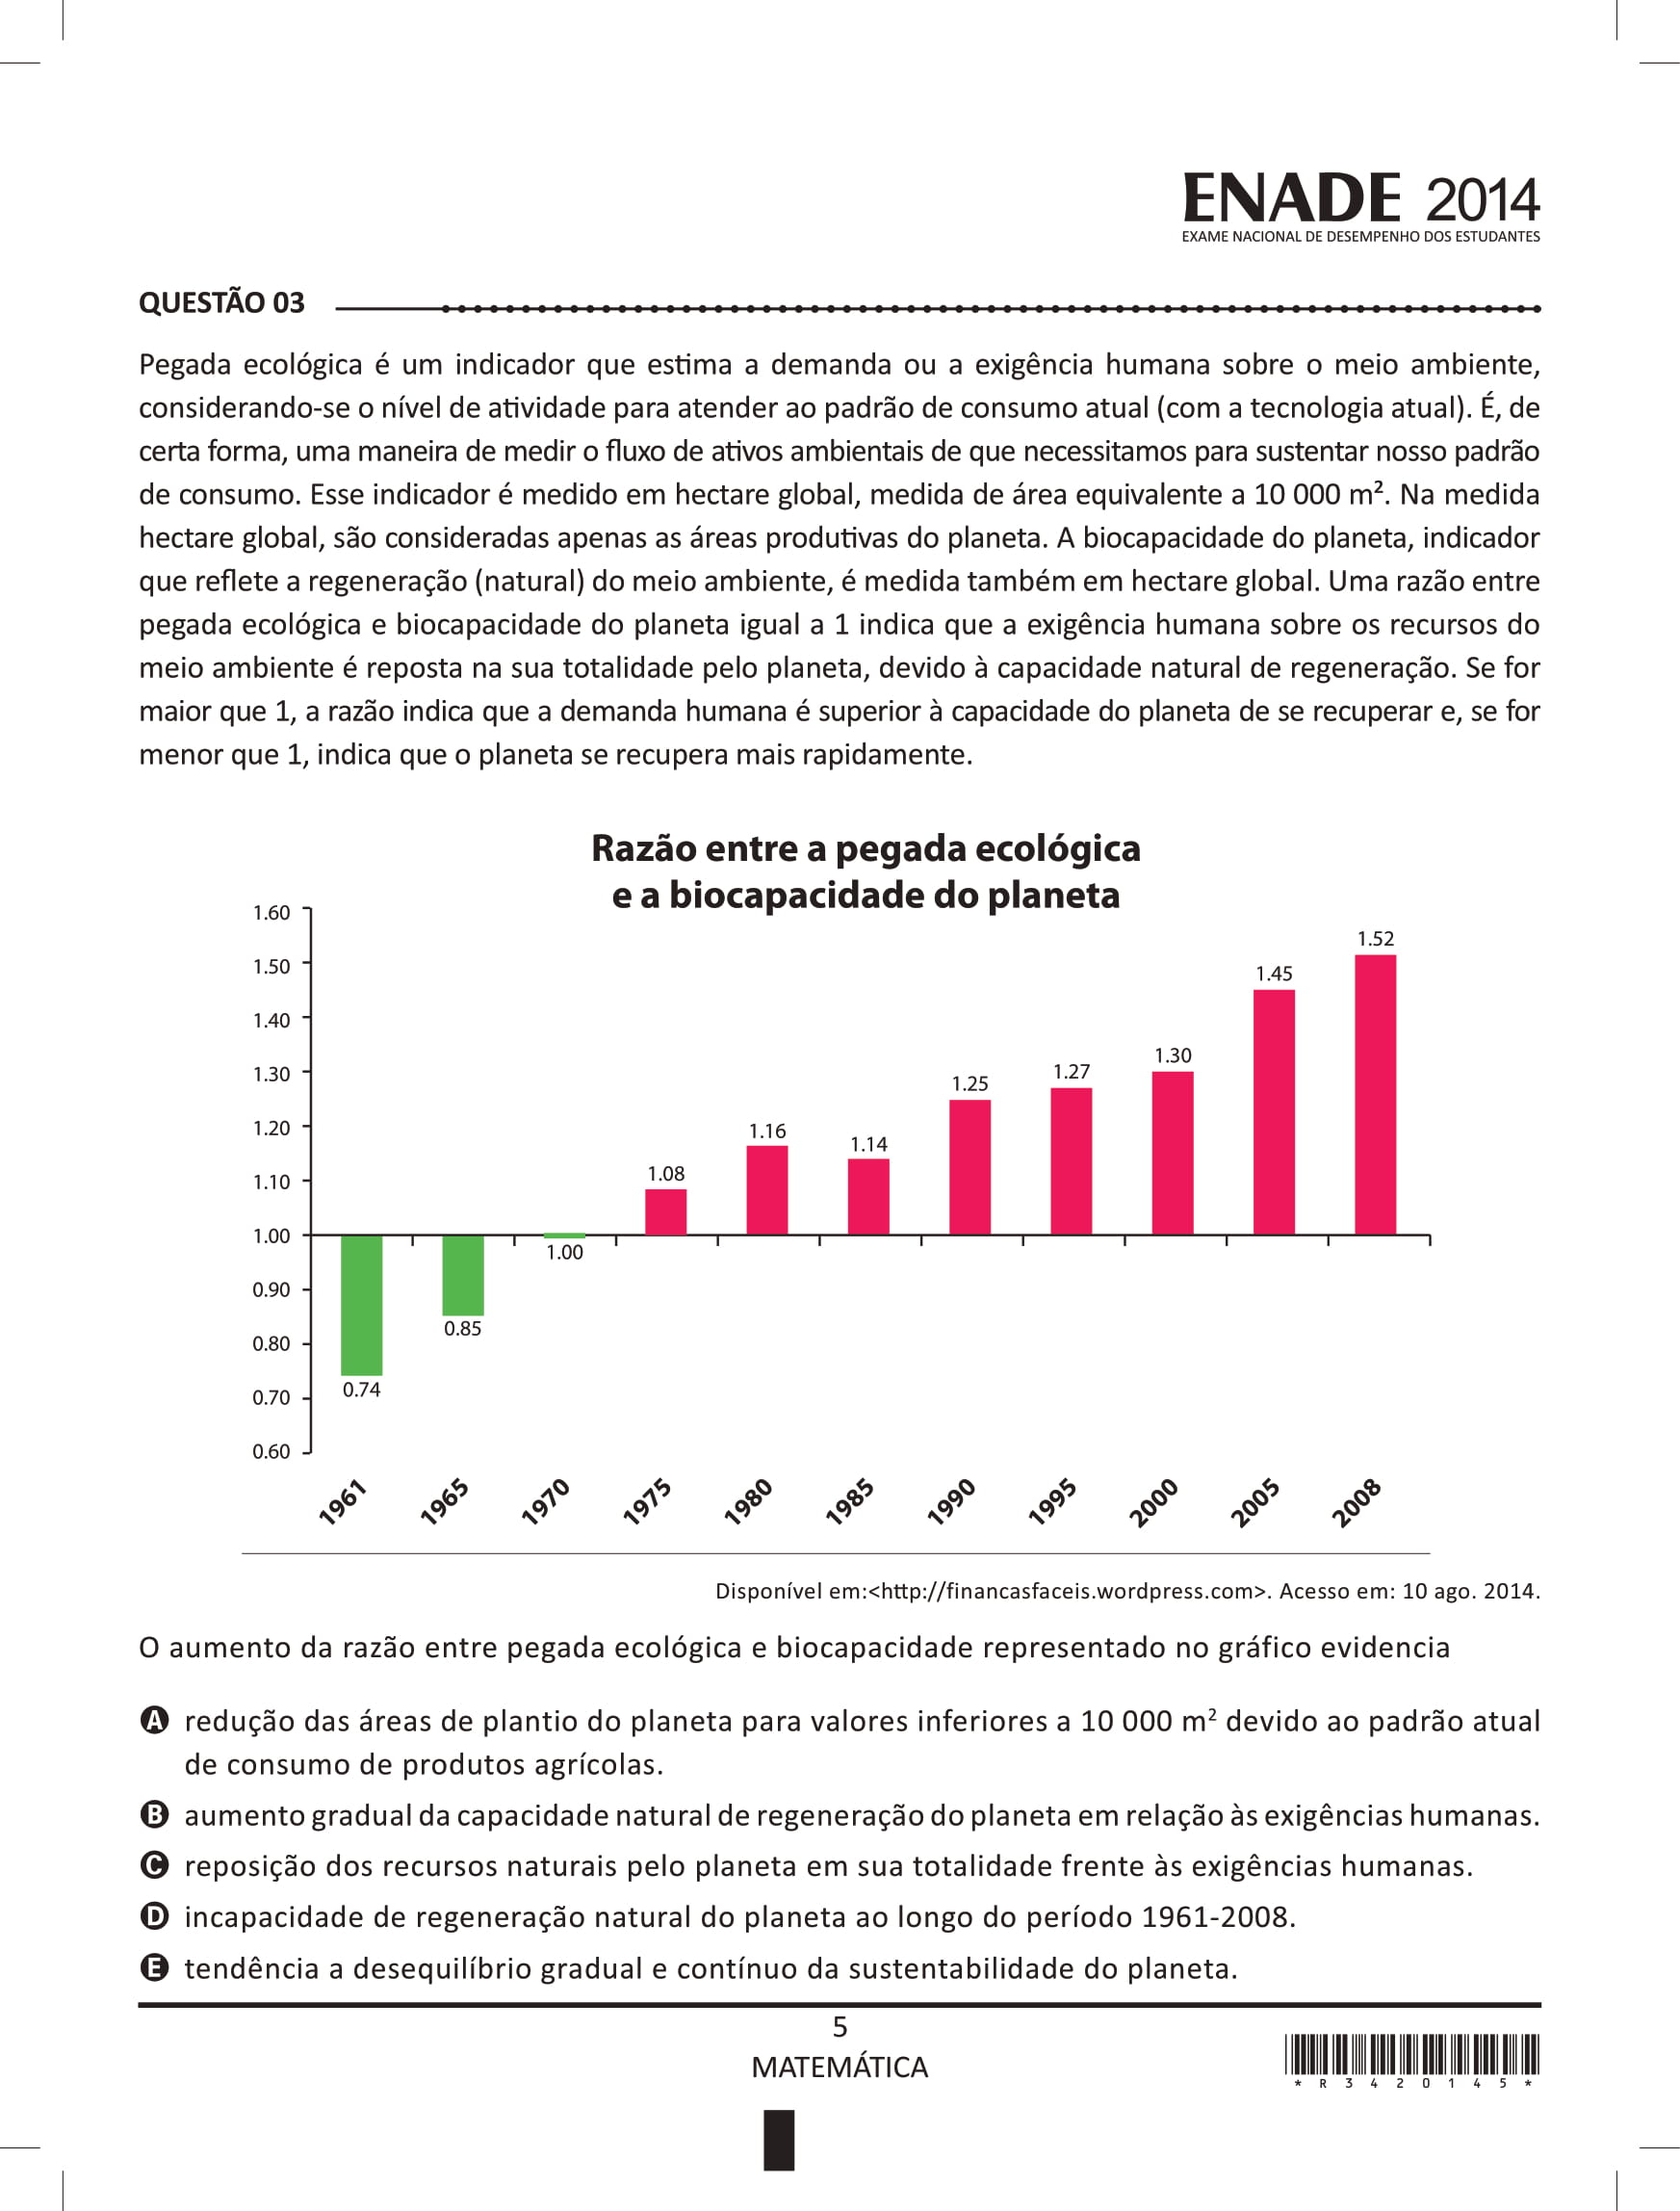 ENADE 2014
EXAME NACIONAL DE DESEMPENHO DOS ESTUDANTES
QUESTÃO 03
Pegada ecológica é um indicador que estima a demanda ou a exigência humana sobre o meio ambiente,
considerando-se o nível de atividade para atender ao padrão de consumo atual (com a tecnologia atual). É, de
certa forma, uma maneira de medir o fluxo de ativos ambientais de que necessitamos para sustentar nosso padrão
de consumo. Esse indicador é medido em hectare global, medida de área equivalente a 10 000 m². Na medida
hectare global, são consideradas apenas as áreas produtivas do planeta. A biocapacidade do planeta, indicador
que reflete a regeneração (natural) do meio ambiente, é medida também em hectare global. Uma razão entre
pegada ecológica e biocapacidade do planeta igual a 1 indica que a exigência humana sobre os recursos do
meio ambiente é reposta na sua totalidade pelo planeta, devido à capacidade natural de regeneração. Se for
maior que 1, a razão indica que a demanda humana é superior à capacidade do planeta de se recuperar e, se for
menor que 1, indica que o planeta se recupera mais rapidamente.
Razão entre a pegada ecológica
e a biocapacidade do planeta
1.60
1.50
1.40
1.30
1.20
1.10
1.00
0.90
0.80
0.70
0.60
0.74
0.85
1.00
1.08
1.16
1.14
1.25
1.27
1.30
1.45
1.52
1961
1965
1970
1975
1980
1985
1990
1995
2000
2005
2008
Disponível em:<http://financasfaceis.wordpress.com>. Acesso em: 10 ago. 2014.
O aumento da razão entre pegada ecológica e biocapacidade representado no gráfico evidencia
A redução das áreas de plantio do planeta para valores inferiores a 10 000 m² devido ao padrão atual
de consumo de produtos agrícolas.
B aumento gradual da capacidade natural de regeneração do planeta em relação às exigências humanas.
C reposição dos recursos naturais pelo planeta em sua totalidade frente às exigências humanas.
D incapacidade de regeneração natural do planeta ao longo do período 1961-2008.
E tendência a desequilíbrio gradual e contínuo da sustentabilidade do planeta.
5
MATEMÁTICA
* R 3 4 2 0 1 4 5 *